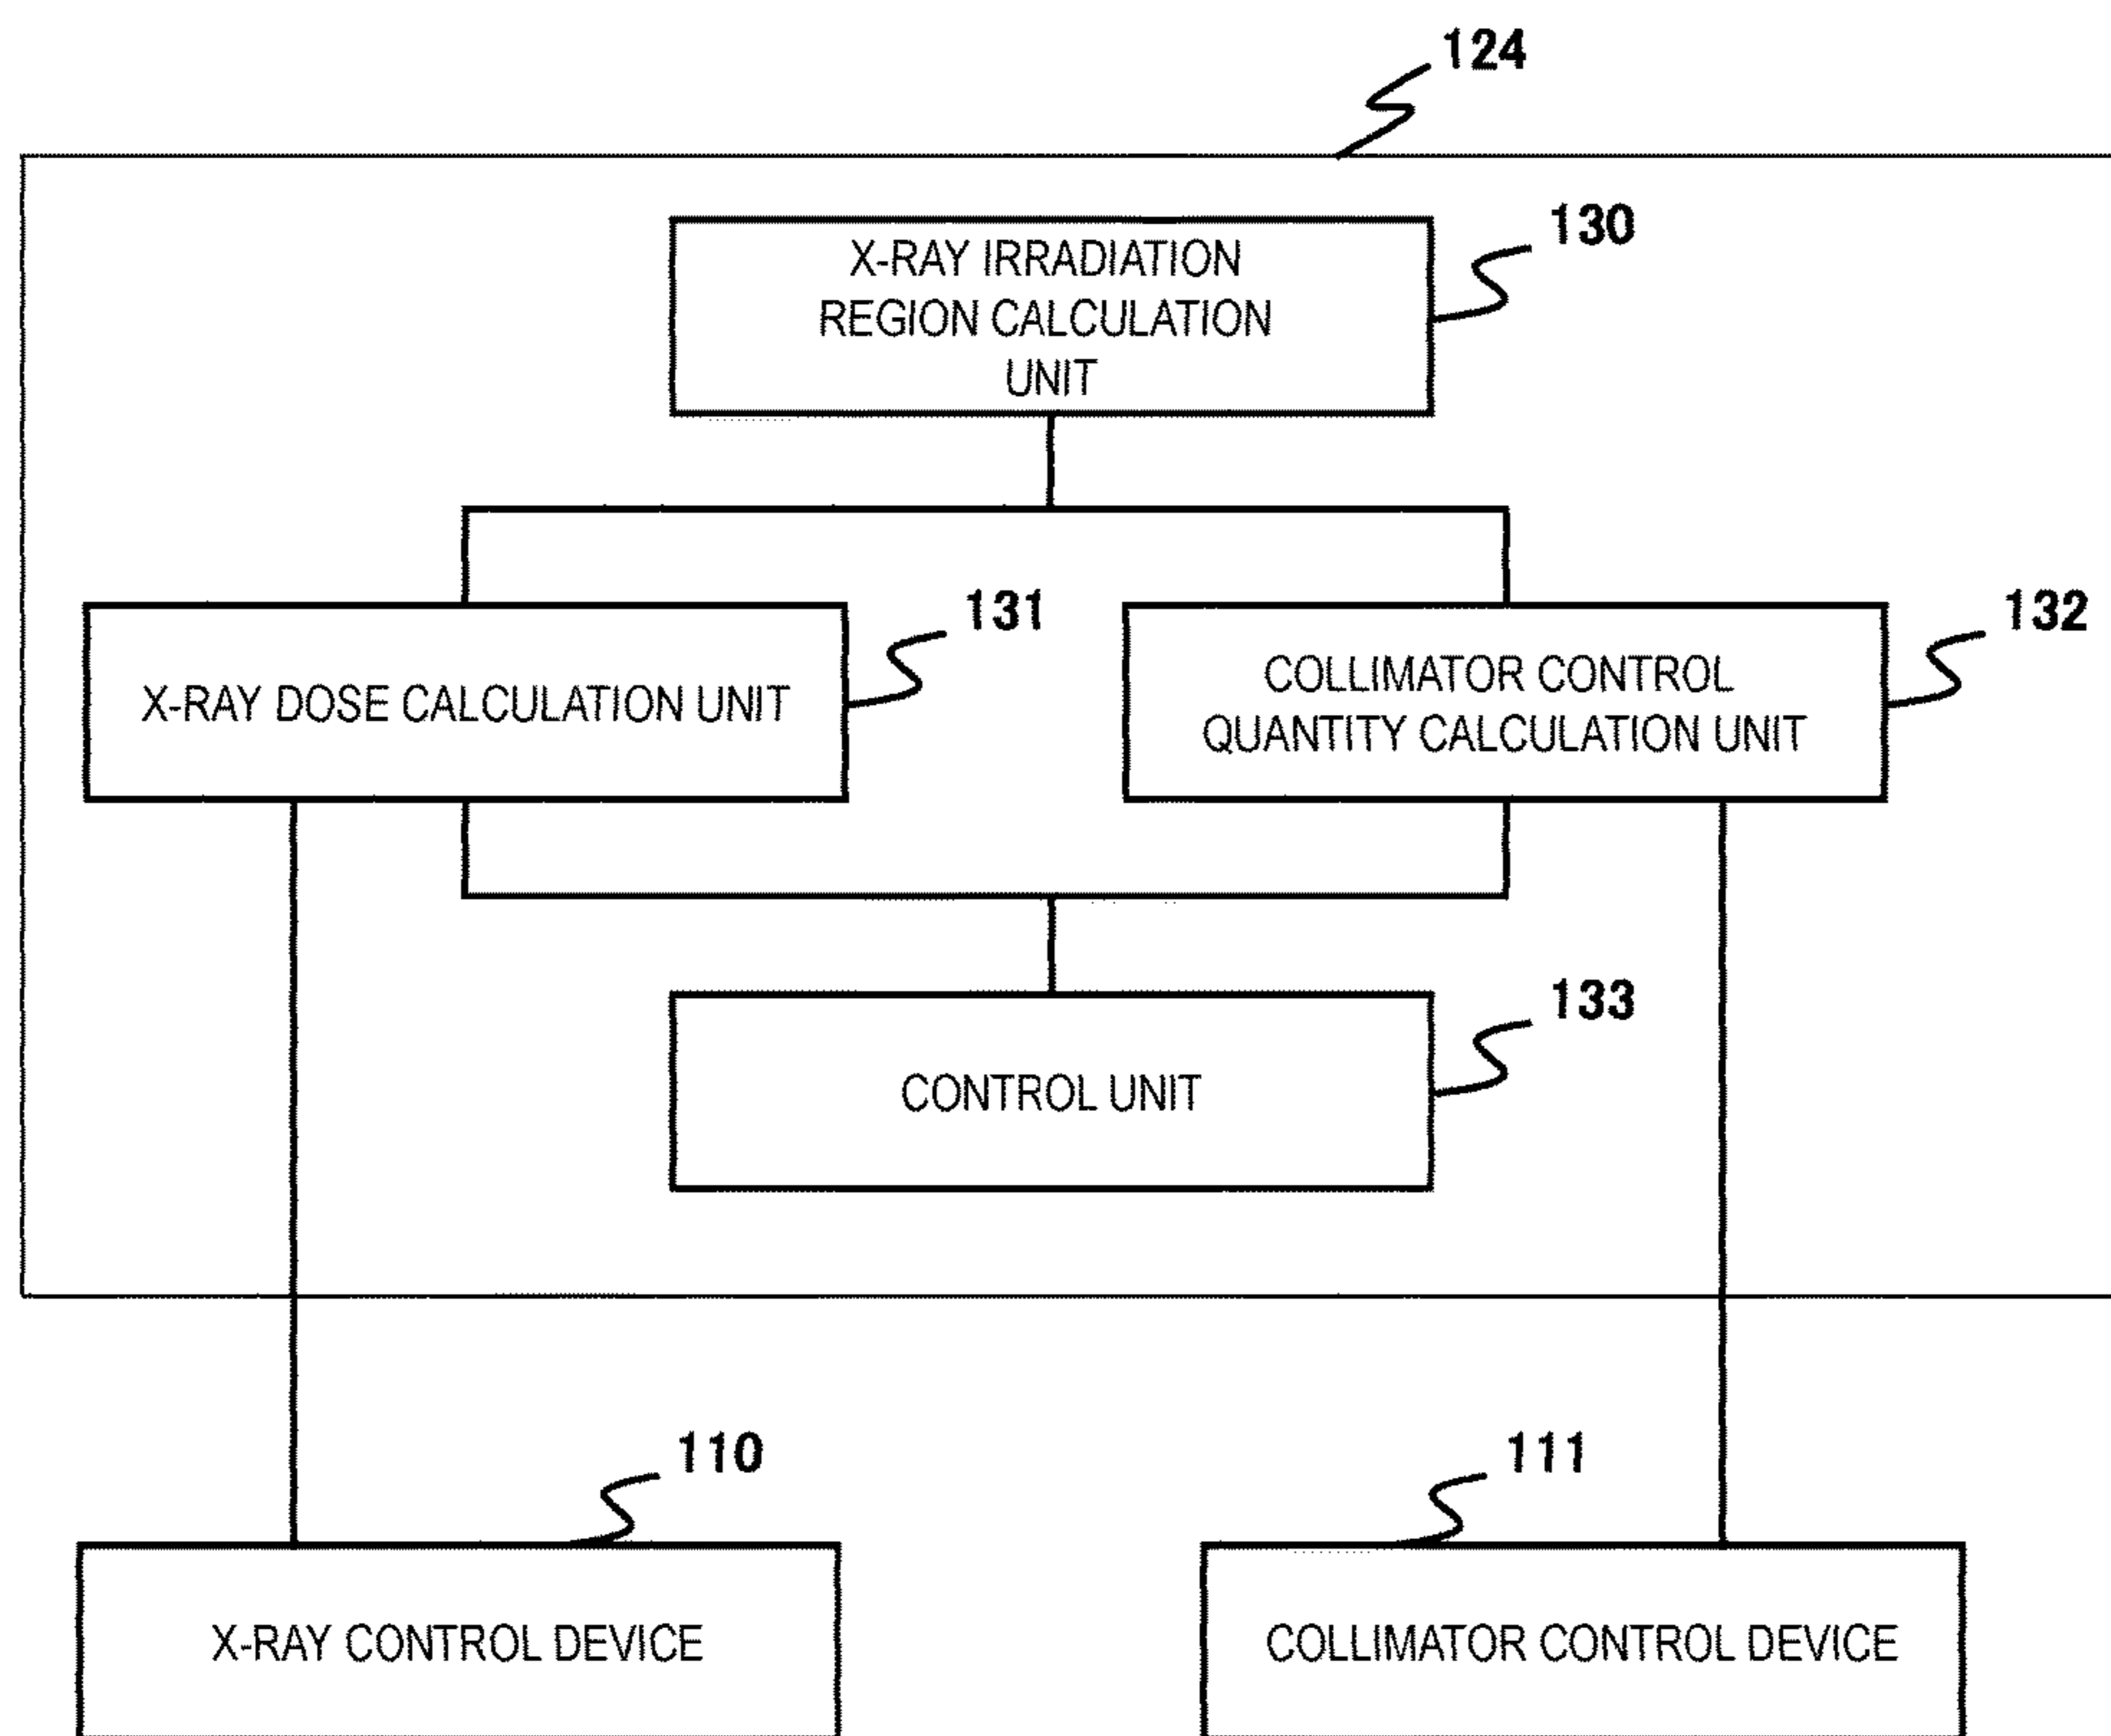 124
130
X-RAY IRRADIATION
REGION CALCULATION
UNIT
131
132
X-RAY DOSE CALCULATION UNIT
COLLIMATOR CONTROL
QUANTITY CALCULATION UNIT
133
CONTROL UNIT
110
111
X-RAY CONTROL DEVICE
COLLIMATOR CONTROL DEVICE